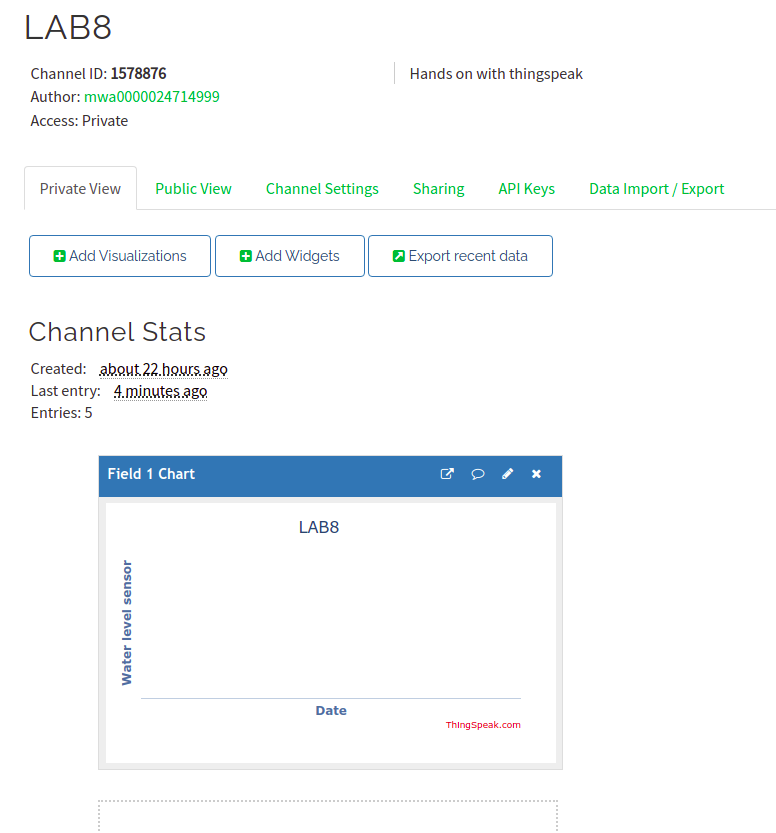 LAB8
Channel ID: 1578876
Author: mwa0000024714999
Access: Private
Hands on with thingspeak
Private View
Public View
Channel Settings
Sharing
API Keys
Data Import / Export
Add Visualizations
Add Widgets
Export recent data
Channel Stats
Created: about 22 hours ago
Last entry: 4 minutes ago
Entries: 5
Field 1 Chart
LAB8
Water level sensor
Date
ThingSpeak.com